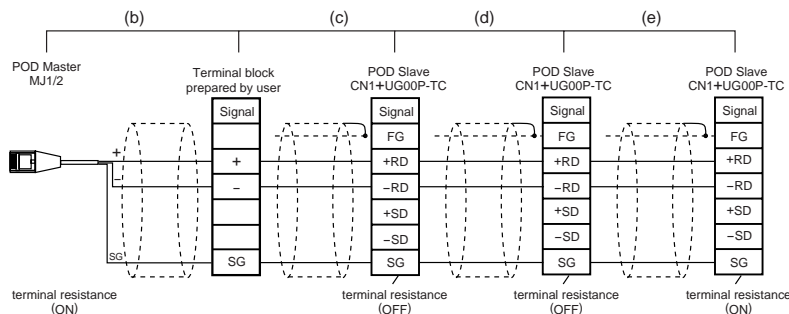 (b) (c) (d) (e)
POD Master
MJ1/2
Terminal block
prepared by user
POD Slave
CN1+UG00P-TC
POD Slave
CN1+UG00P-TC
POD Slave
CN1+UG00P-TC
Signal Signal Signal Signal
FG FG FG
+ + +RD +RD +RD
− − −RD −RD −RD
+SD +SD +SD
−SD −SD −SD
SG SG SG SG SG
terminal resistance
(ON)
terminal resistance
(OFF)
terminal resistance
(OFF)
terminal resistance
(ON)